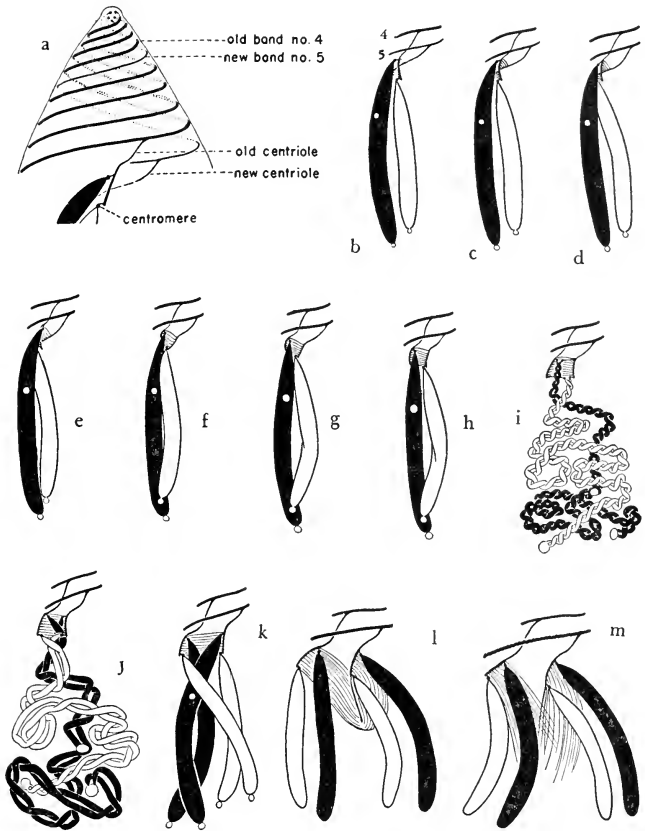 a
old band no. 4
new band no. 5
old centriole
new centriole
centromere
4
5
b
c
d
e
f
g
h
i
J
k
l
m